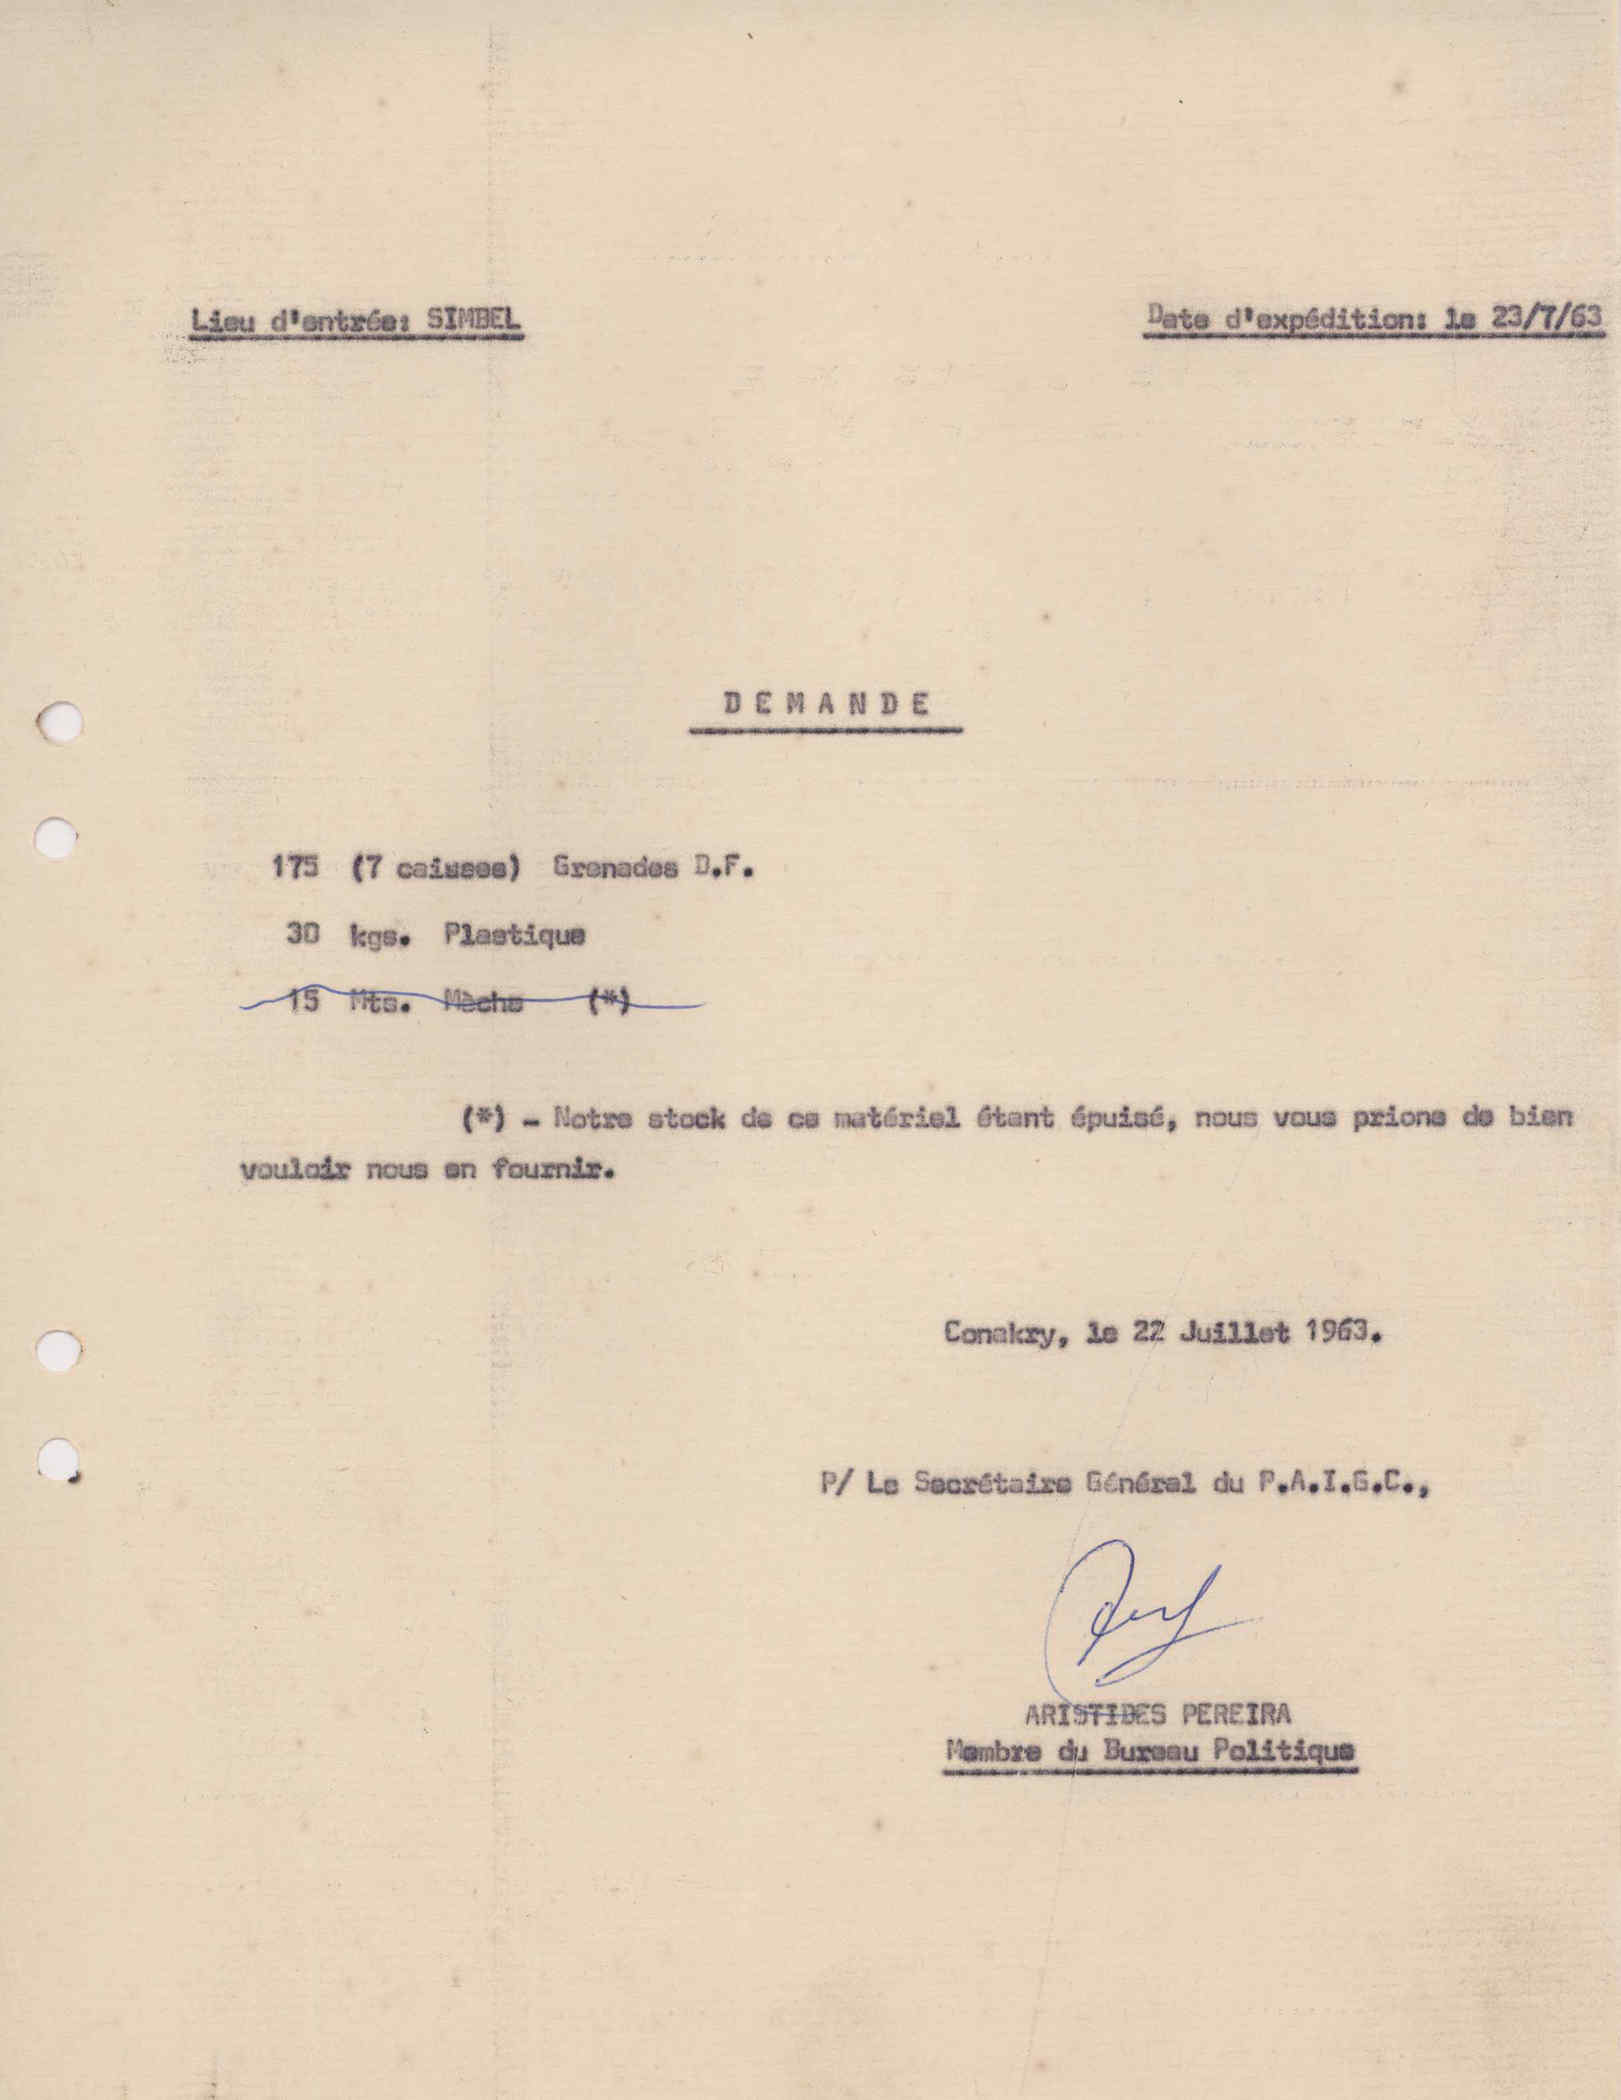 Lieu d'entrée: SIMBEL
Date d'expédition: le 23/7/63
DEMANDE
175 (7 caisses) Grenades D.F.
30 kgs. Plastique
15 Mts. Mèche (*)
(*) - Notre stock de ce matériel étant épuisé, nous vous prions de bien
vouloir nous en fournir.
Conakry, le 22 Juillet 1963.
P/ Le Secrétaire Général du P.A.I.G.C.,
ARISTIDES PEREIRA
Membre du Bureau Politique